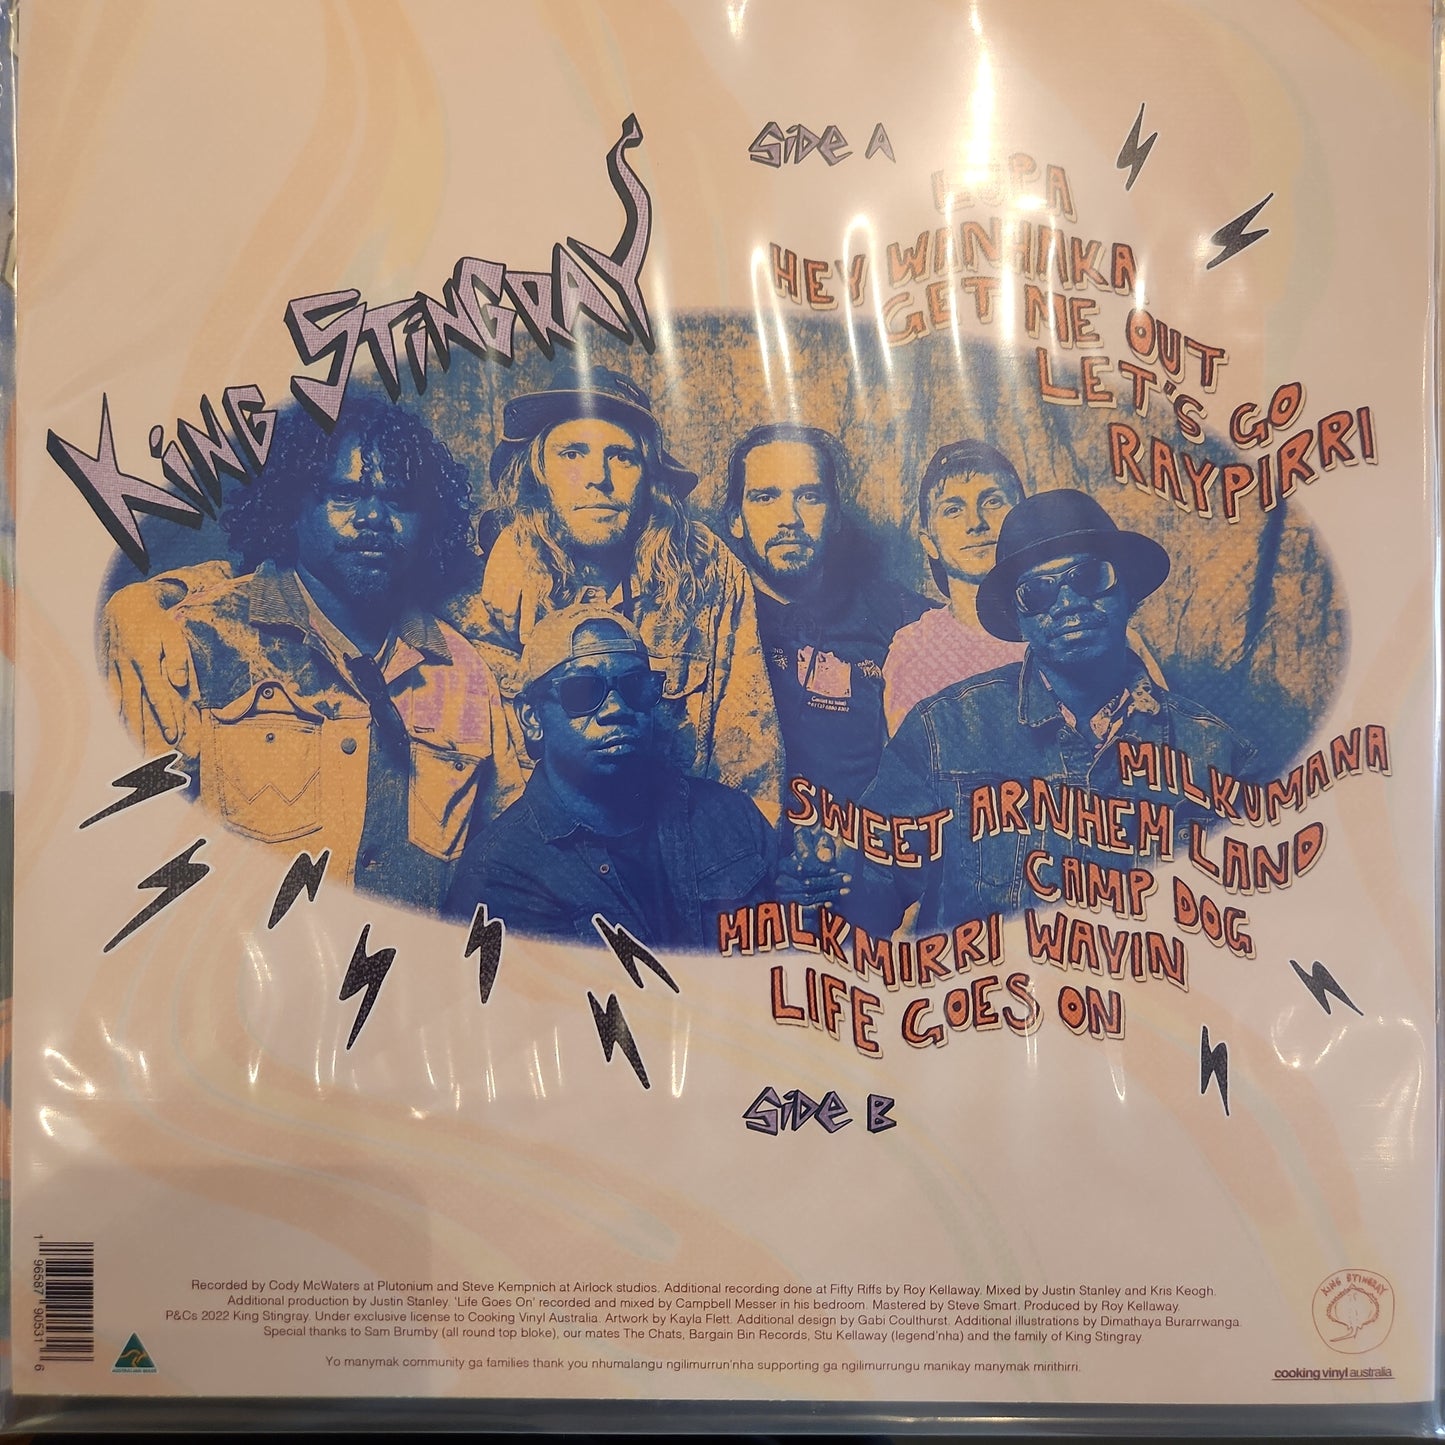 KING STINGRAY
SIDE A
LUPA
HEY WANHAKA
GET ME OUT
LET'S GO
RAYPIRRI
MILKUMANA
SWEET ARNHEM LAND
CAMP DOG
MALKMIRRI WAVIN
LIFE GOES ON
SIDE B
1 96587 90531 6
AUSTRALIAN MADE
Recorded by Cody McWaters at Plutonium and Steve Kempnich at Airlock studios. Additional recording done at Fifty Riffs by Roy Kellaway. Mixed by Justin Stanley and Kris Keogh.
Additional production by Justin Stanley. 'Life Goes On' recorded and mixed by Campbell Messer in his bedroom. Mastered by Steve Smart. Produced by Roy Kellaway.
P&Cs 2022 King Stingray. Under exclusive license to Cooking Vinyl Australia. Artwork by Kayla Flett. Additional design by Gabi Coulthurst. Additional illustrations by Dimathaya Burarrwanga.
Special thanks to Sam Brumby (all round top bloke), our mates The Chats, Bargain Bin Records, Stu Kellaway (legend'nha) and the family of King Stingray
Yo manymak community ga families thank you nhumalangu ngilimurrun'nha supporting ga ngilimurrungu manikay manymak mirithirri.
KING STINGRAY
cooking vinyl australia